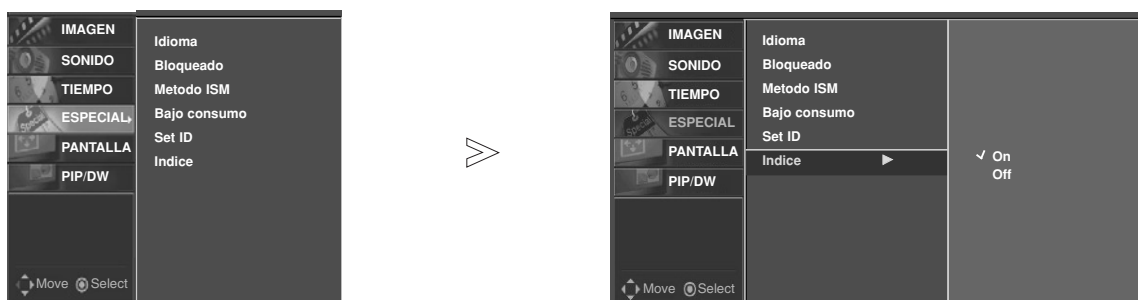 IMAGEN
SONIDO
TIEMPO
ESPECIAL
PANTALLA
PIP/DW
Move Select
Idioma
Bloqueado
Metodo ISM
Bajo consumo
Set ID
Indice
IMAGEN
SONIDO
TIEMPO
ESPECIAL
PANTALLA
PIP/DW
Move Select
Idioma
Bloqueado
Metodo ISM
Bajo consumo
Set ID
Indice
On
Off